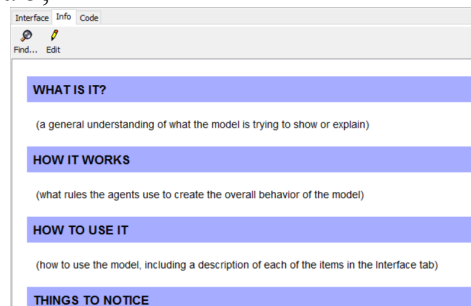 Interface Info Code
Find... Edit
WHAT IS IT?
(a general understanding of what the model is trying to show or explain)
HOW IT WORKS
(what rules the agents use to create the overall behavior of the model)
HOW TO USE IT
(how to use the model, including a description of each of the items in the Interface tab)
THINGS TO NOTICE